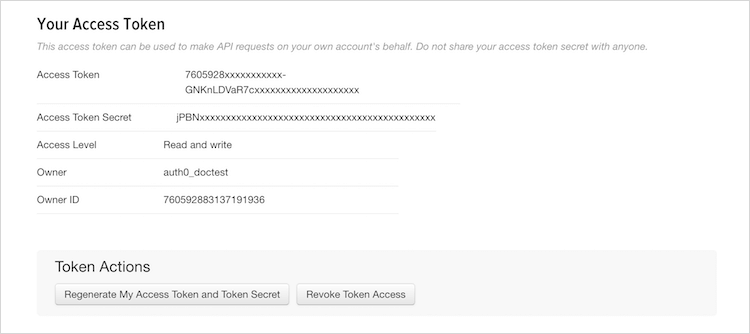 Your Access Token
This access token can be used to make API requests on your own account's behalf. Do not share your access token secret with anyone.
Access Token 7605928xxxxxxxxxxx-
GNKnLDVaR7cxxxxxxxxxxxxxxxxxxxx
Access Token Secret jPBNxxxxxxxxxxxxxxxxxxxxxxxxxxxxxxxxxxxxxxxxxxxxx
Access Level Read and write
Owner auth0_doctest
Owner ID 760592883137191936
Token Actions
Regenerate My Access Token and Token Secret Revoke Token Access